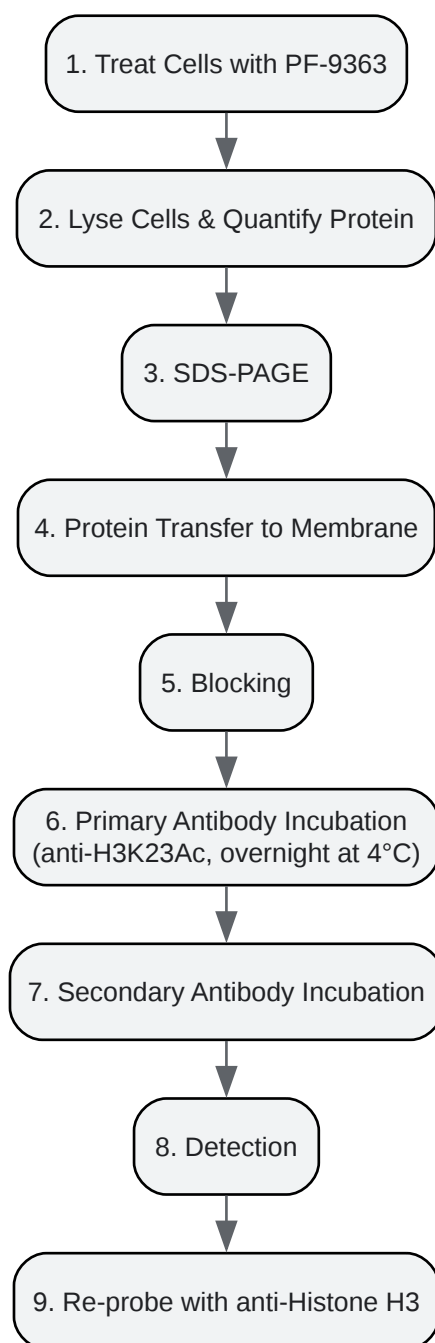 1. Treat Cells with PF-9363
2. Lyse Cells & Quantify Protein
3. SDS-PAGE
4. Protein Transfer to Membrane
5. Blocking
6. Primary Antibody Incubation
(anti-H3K23Ac, overnight at 4°C)
7. Secondary Antibody Incubation
8. Detection
9. Re-probe with anti-Histone H3